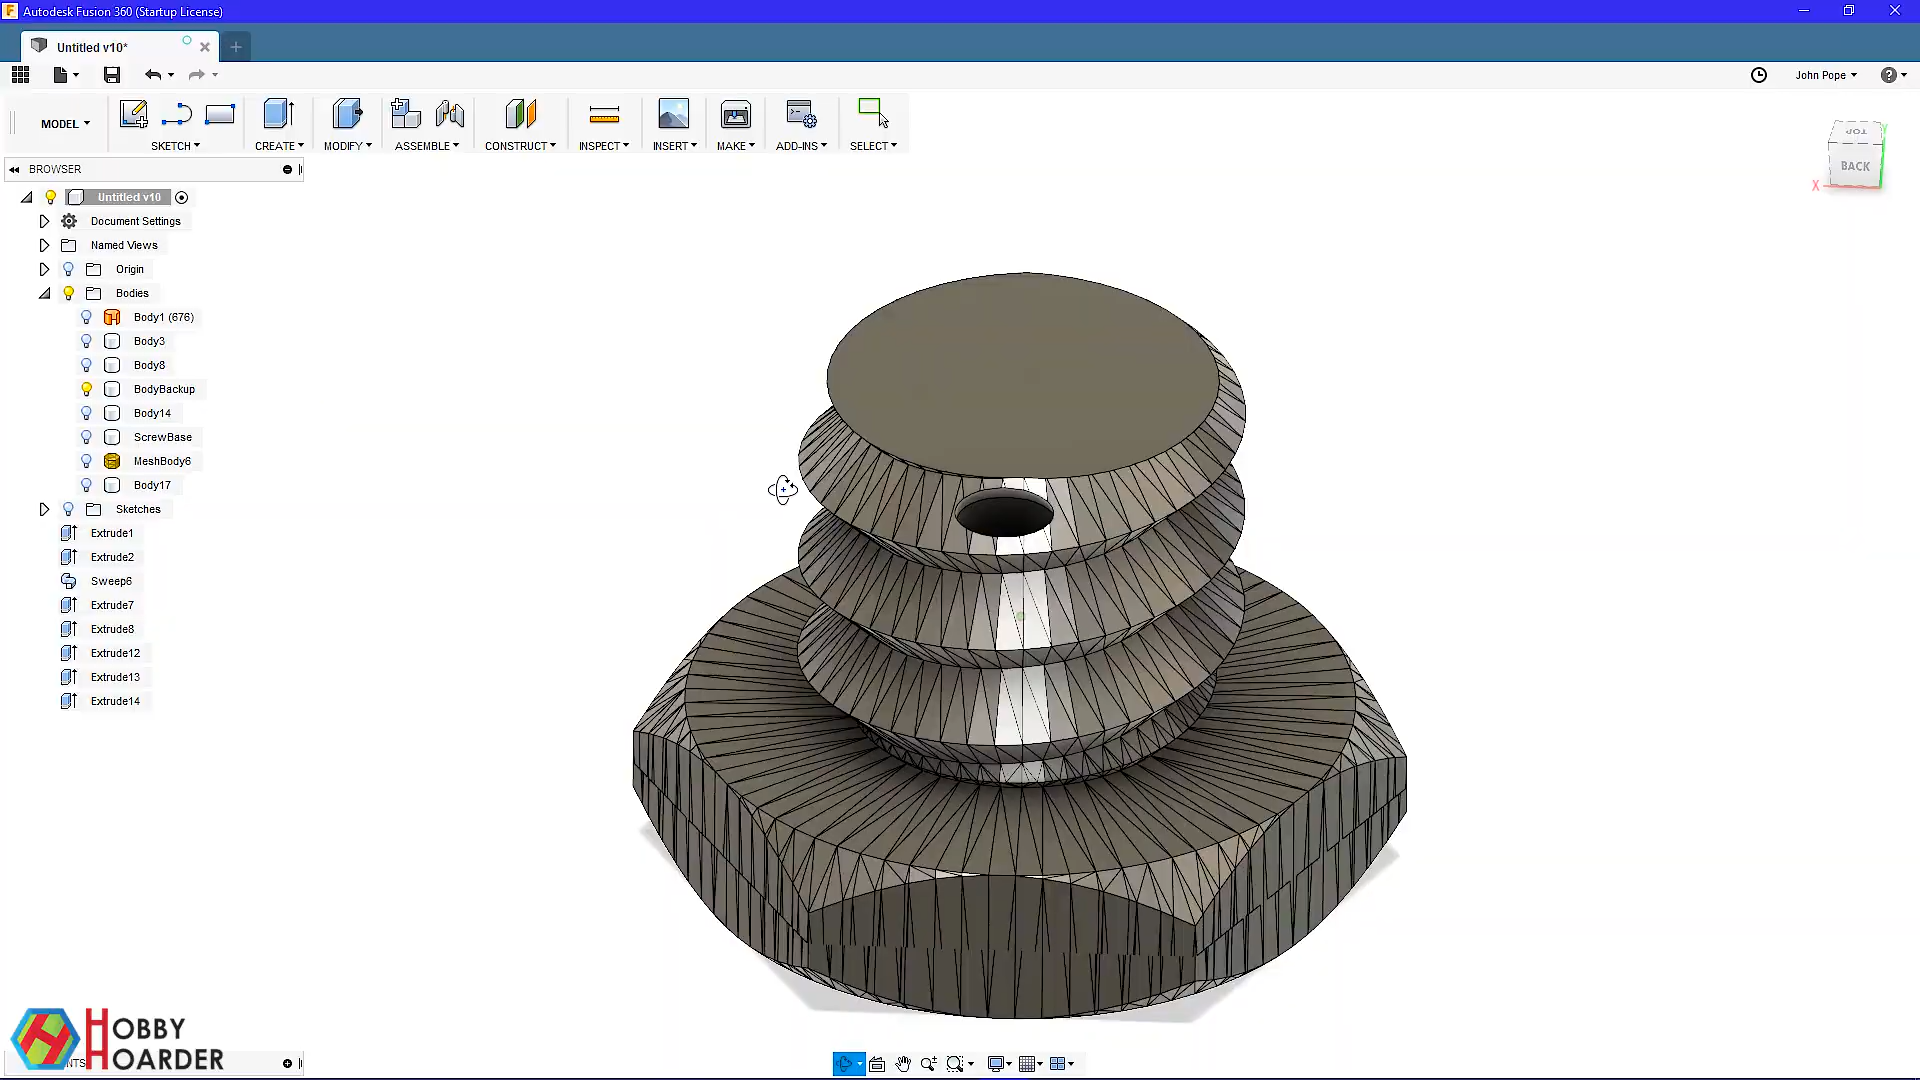 Autodesk Fusion 360 (Startup License)
Untitled v10*
John Pope
MODEL
SKETCH
CREATE
MODIFY
ASSEMBLE
CONSTRUCT
INSPECT
INSERT
MAKE
ADD-INS
SELECT
TOP
BACK
X
BROWSER
Untitled v10
Document Settings
Named Views
Origin
Bodies
Body1 (676)
Body3
Body8
BodyBackup
Body14
ScrewBase
MeshBody6
Body17
Sketches
Extrude1
Extrude2
Sweep6
Extrude7
Extrude8
Extrude12
Extrude13
Extrude14
HOBBY
HOARDER
NTS